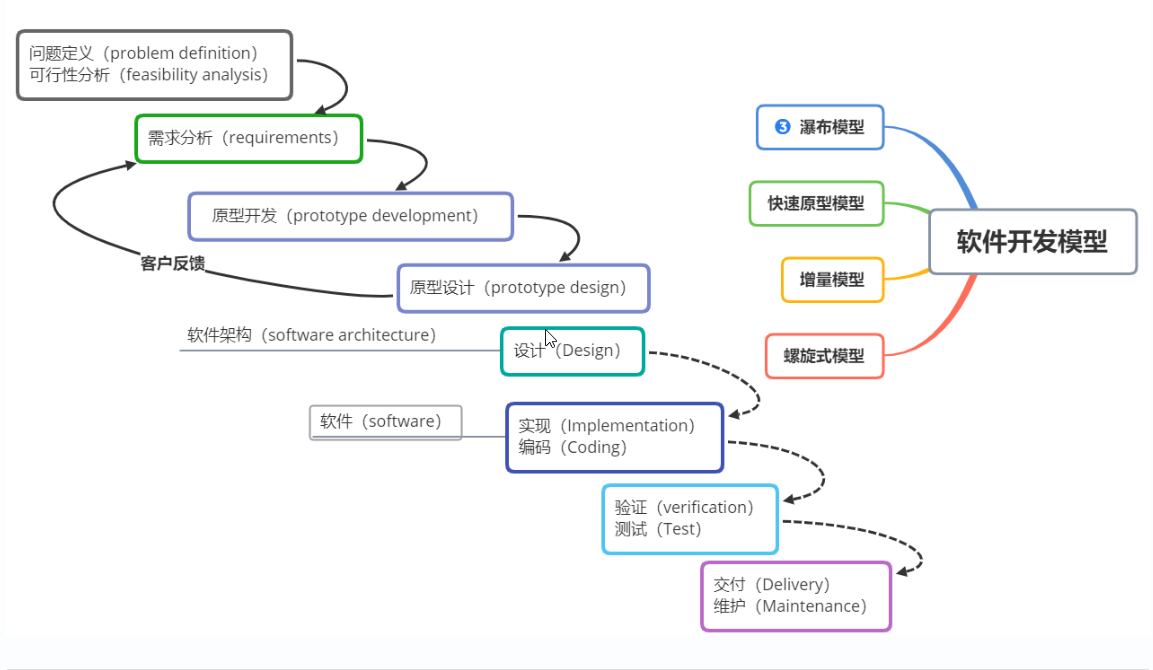 问题定义（problem definition）
可行性分析（feasibility analysis）
需求分析（requirements）
原型开发（prototype development）
客户反馈
原型设计（prototype design）
软件架构（software architecture）
设计（Design）
软件（software）
实现（Implementation）
编码（Coding）
验证（verification）
测试（Test）
交付（Delivery）
维护（Maintenance）
3 瀑布模型
快速原型模型
增量模型
螺旋式模型
软件开发模型